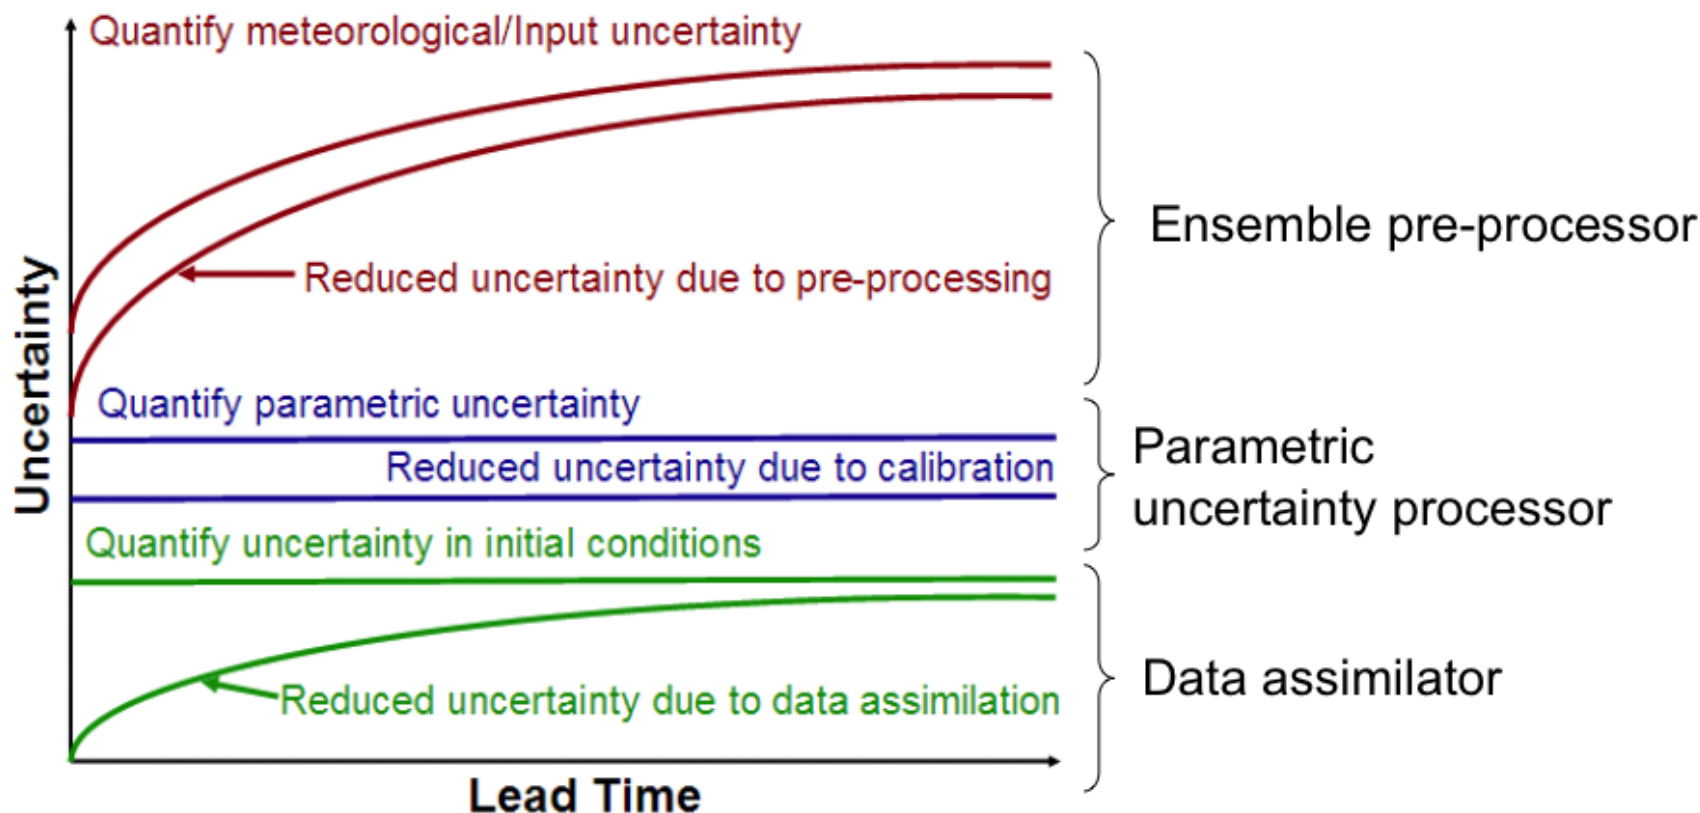 Quantify meteorological/Input uncertainty
Ensemble pre-processor
Reduced uncertainty due to pre-processing
Uncertainty
Quantify parametric uncertainty
Reduced uncertainty due to calibration
Parametric
uncertainty processor
Quantify uncertainty in initial conditions
Reduced uncertainty due to data assimilation
Data assimilator
Lead Time